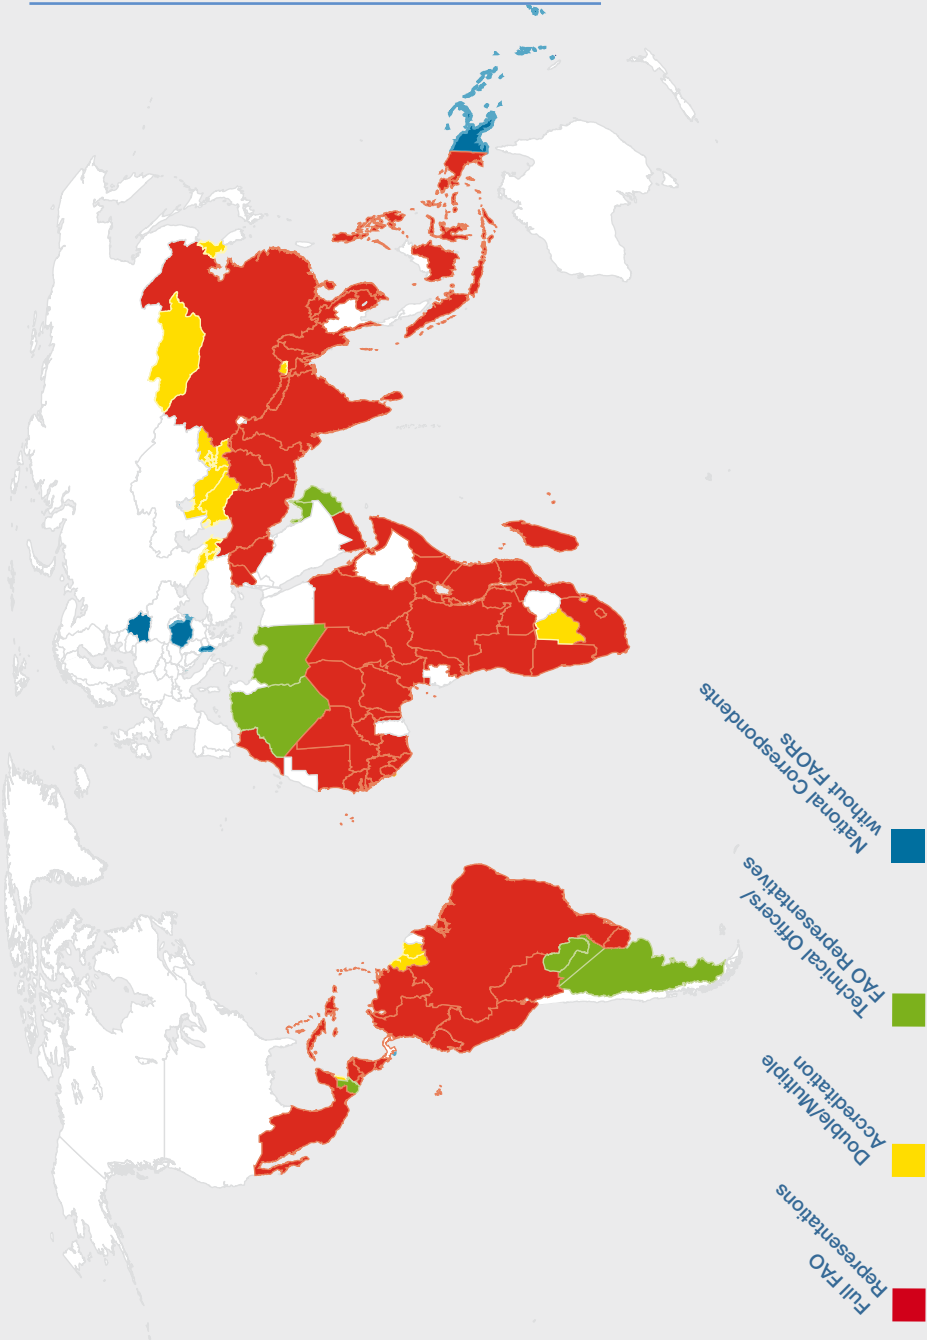 Full FAO
Representations
Double/Multiple
Accreditation
Technical Officers/
FAO Representatives
National Correspondents
without FAORs